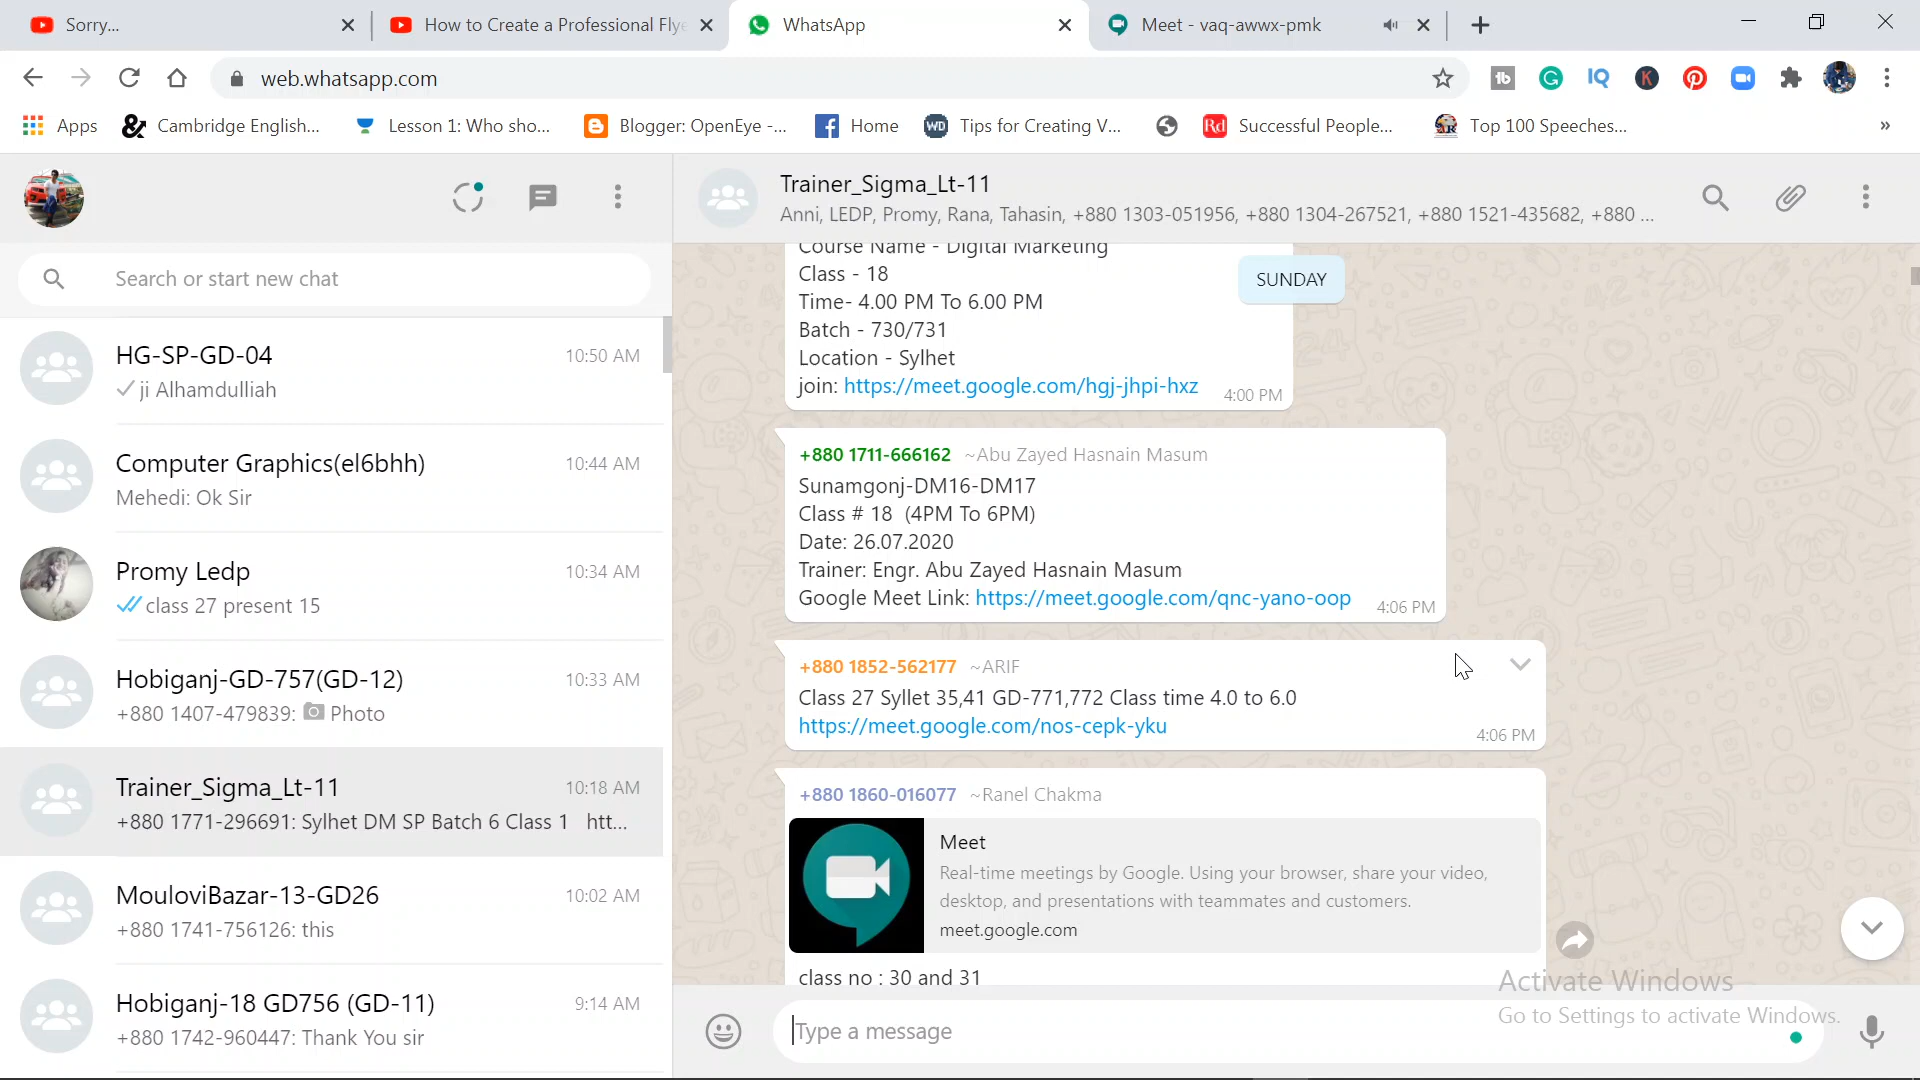 Sorry...
How to Create a Professional Flye
WhatsApp
Meet - vaq-awwx-pmk
web.whatsapp.com
Apps
Cambridge English...
Lesson 1: Who sho...
Blogger: OpenEye -...
Home
Tips for Creating V...
Successful People...
Top 100 Speeches...
Search or start new chat
HG-SP-GD-04
10:50 AM
ji Alhamdulliah
Computer Graphics(el6bhh)
10:44 AM
Mehedi: Ok Sir
Promy Ledp
10:34 AM
class 27 present 15
Hobiganj-GD-757(GD-12)
10:33 AM
+880 1407-479839: Photo
Trainer_Sigma_Lt-11
10:18 AM
+880 1771-296691: Sylhet DM SP Batch 6 Class 1 htt...
MouloviBazar-13-GD26
10:02 AM
+880 1741-756126: this
Hobiganj-18 GD756 (GD-11)
9:14 AM
+880 1742-960447: Thank You sir
Trainer_Sigma_Lt-11
Anni, LEDP, Promy, Rana, Tahasin, +880 1303-051956, +880 1304-267521, +880 1521-435682, +880 ...
SUNDAY
Course Name - Digital Marketing
Class - 18
Time- 4.00 PM To 6.00 PM
Batch - 730/731
Location - Sylhet
join: https://meet.google.com/hgj-jhpi-hxz
4:00 PM
+880 1711-666162 ~Abu Zayed Hasnain Masum
Sunamgonj-DM16-DM17
Class # 18 (4PM To 6PM)
Date: 26.07.2020
Trainer: Engr. Abu Zayed Hasnain Masum
Google Meet Link: https://meet.google.com/qnc-yano-oop
4:06 PM
+880 1852-562177 ~ARIF
Class 27 Syllet 35,41 GD-771,772 Class time 4.0 to 6.0
https://meet.google.com/nos-cepk-yku
4:06 PM
+880 1860-016077 ~Ranel Chakma
Meet
Real-time meetings by Google. Using your browser, share your video,
desktop, and presentations with teammates and customers.
meet.google.com
class no : 30 and 31
Type a message
Activate Windows
Go to Settings to activate Windows.